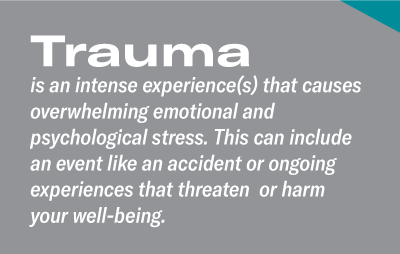 Trauma
is an intense experience(s) that causes
overwhelming emotional and
psychological stress. This can include
an event like an accident or ongoing
experiences that threaten  or harm
your well-being.